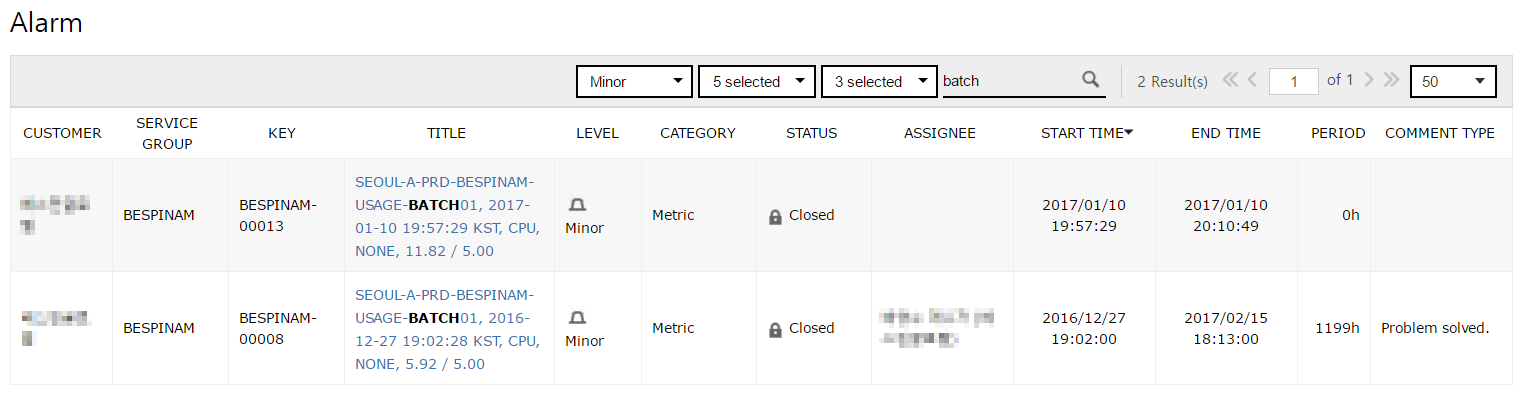 Alarm
Minor 5 selected 3 selected batch 2 Result(s) 1 of 1 50
CUSTOMER SERVICE GROUP KEY TITLE LEVEL CATEGORY STATUS ASSIGNEE START TIME END TIME PERIOD COMMENT TYPE
BESPINAM
BESPINAM-
00013
SEOUL-A-PRD-BESPINAM-
USAGE-BATCH01, 2017-
01-10 19:57:29 KST, CPU,
NONE, 11.82 / 5.00
Minor
Metric
Closed
2017/01/10
19:57:29
2017/01/10
20:10:49
0h
BESPINAM
BESPINAM-
00008
SEOUL-A-PRD-BESPINAM-
USAGE-BATCH01, 2016-
12-27 19:02:28 KST, CPU,
NONE, 5.92 / 5.00
Minor
Metric
Closed
2016/12/27
19:02:00
2017/02/15
18:13:00
1199h
Problem solved.